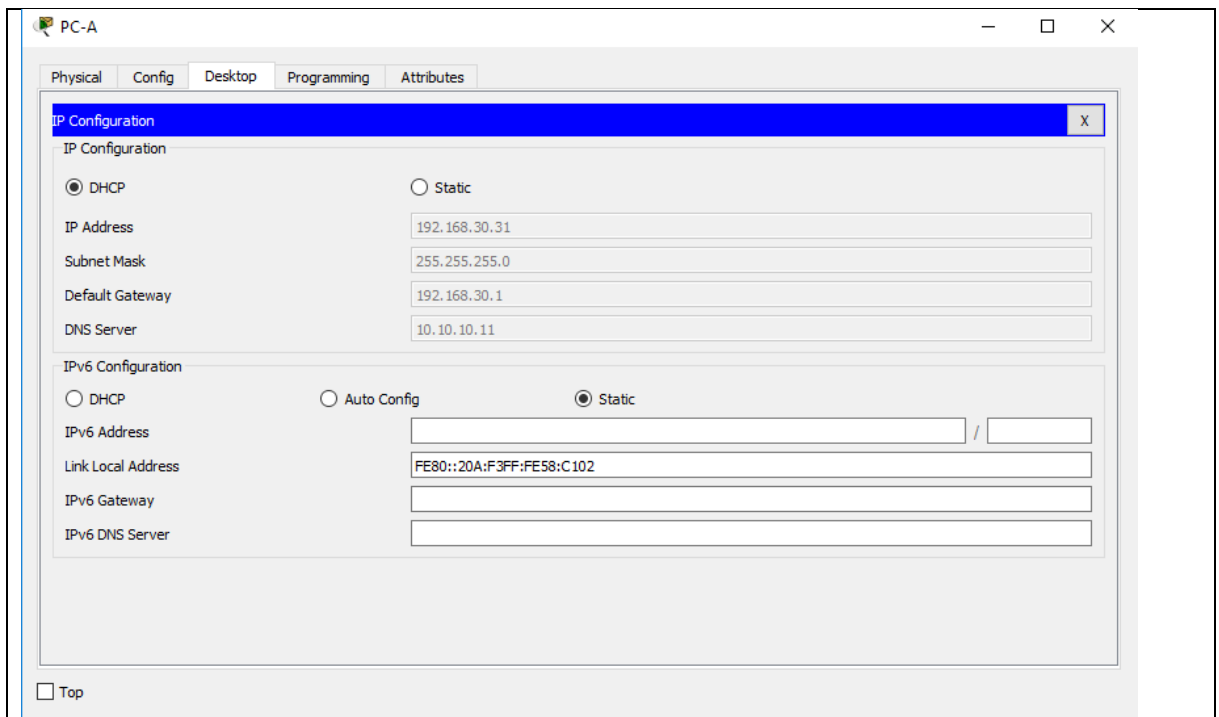 PC-A
Physical Config Desktop Programming Attributes
IP Configuration X
IP Configuration
DHCP Static
IP Address 192.168.30.31
Subnet Mask 255.255.255.0
Default Gateway 192.168.30.1
DNS Server 10.10.10.11
IPv6 Configuration
DHCP Auto Config Static
IPv6 Address /
Link Local Address FE80::20A:F3FF:FE58:C102
IPv6 Gateway
IPv6 DNS Server
Top